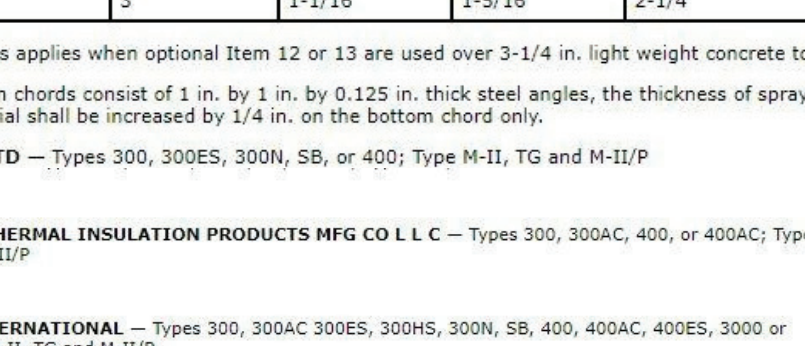 3 1-1/16 1-5/16 2-1/4
s applies when optional Item 12 or 13 are used over 3-1/4 in. light weight concrete to
n chords consist of 1 in. by 1 in. by 0.125 in. thick steel angles, the thickness of spray
ial shall be increased by 1/4 in. on the bottom chord only.
TD — Types 300, 300ES, 300N, SB, or 400; Type M-II, TG and M-II/P
HERMAL INSULATION PRODUCTS MFG CO L L C — Types 300, 300AC, 400, or 400AC; Type
II/P
ERNATIONAL — Types 300, 300AC 300ES, 300HS, 300N, SB, 400, 400AC, 400ES, 3000 or
II, TG and M-II/P